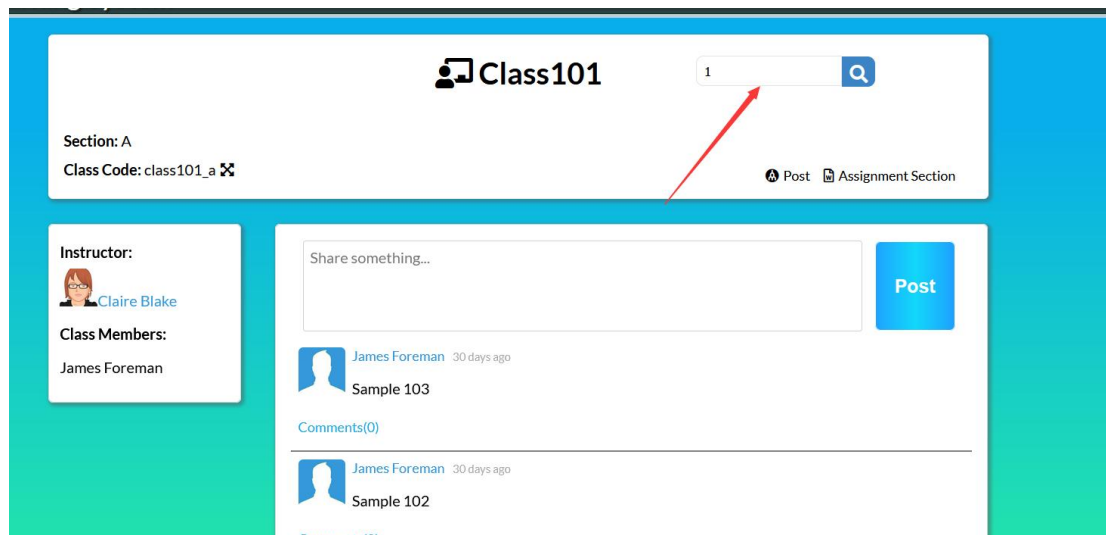 Class101
1
Section: A
Class Code: class101_a
Post Assignment Section
Instructor:
Claire Blake
Class Members:
James Foreman
Share something...
Post
James Foreman 30 days ago
Sample 103
Comments(0)
James Foreman 30 days ago
Sample 102